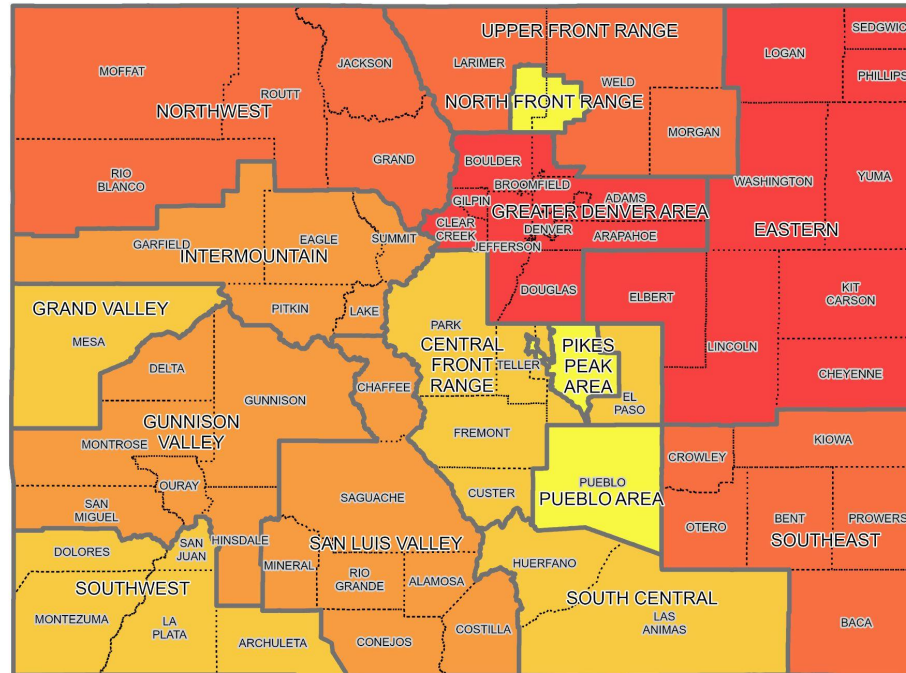 UPPER FRONT RANGE
SEDGWIC
LOGAN
JACKSON
LARIMER
MOFFAT
PHILLIPS
WELD
ROUTT
NORTH FRONT RANGE
NORTHWEST
MORGAN
GRAND
BOULDER
RIO
BLANCO
WASHINGTON
YUMA
BROOMFIELD
GILPIN
ADAMS
GREATER DENVER AREA
CLEAR
CREEK
DENVER
EASTERN
ARAPAHOE
SUMMIT
EAGLE
GARFIELD
JEFFERSON
INTERMOUNTAIN
DOUGLAS
ELBERT
KIT
CARSON
GRAND VALLEY
PITKIN
LAKE
PARK
MESA
CENTRAL
FRONT
RANGE
PIKES
PEAK
AREA
LINCOLN
TELLER
DELTA
CHEYENNE
CHAFFEE
EL
PASO
GUNNISON
GUNNISON
VALLEY
MONTROSE
FREMONT
KIOWA
CROWLEY
PUEBLO
PUEBLO AREA
OURAY
SAGUACHE
CUSTER
SAN
MIGUEL
OTERO
BENT
PROWERS
SOUTHEAST
SAN
JUAN
HINSDALE
SAN LUIS VALLEY
DOLORES
MINERAL
RIO
GRANDE
ALAMOSA
HUERFANO
SOUTHWEST
SOUTH CENTRAL
MONTEZUMA
LA
PLATA
LAS
ANIMAS
COSTILLA
BACA
ARCHULETA
CONEJOS